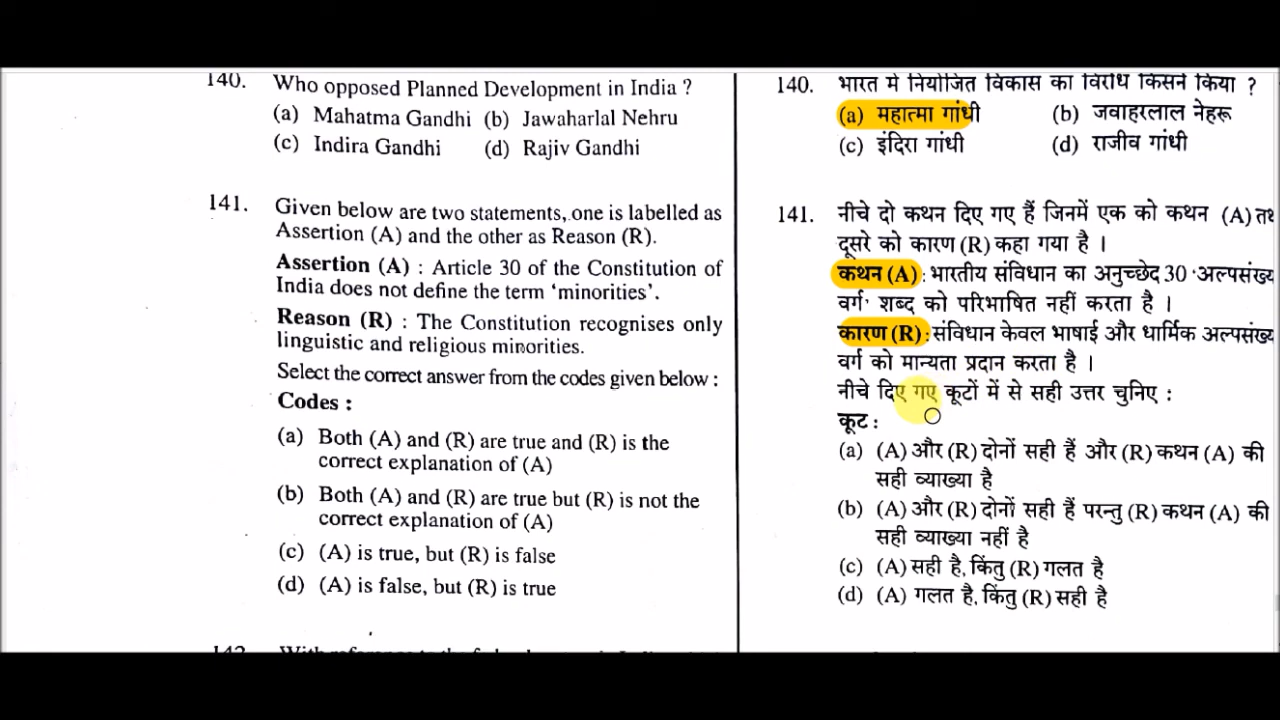 140. Who opposed Planned Development in India ?
(a) Mahatma Gandhi (b) Jawaharlal Nehru
(c) Indira Gandhi (d) Rajiv Gandhi
141. Given below are two statements, one is labelled as
Assertion (A) and the other as Reason (R).
Assertion (A) : Article 30 of the Constitution of
India does not define the term ‘minorities’.
Reason (R) : The Constitution recognises only
linguistic and religious minorities.
Select the correct answer from the codes given below :
Codes :
(a) Both (A) and (R) are true and (R) is the
correct explanation of (A)
(b) Both (A) and (R) are true but (R) is not the
correct explanation of (A)
(c) (A) is true, but (R) is false
(d) (A) is false, but (R) is true
140. भारत में नियोजित विकास का विरोध किसने किया ?
(a) महात्मा गांधी (b) जवाहरलाल नेहरू
(c) इंदिरा गांधी (d) राजीव गांधी
141. नीचे दो कथन दिए गए हैं जिनमें एक को कथन (A)
दूसरे को कारण (R) कहा गया है ।
कथन (A) : भारतीय संविधान का अनुच्छेद 30 'अल्पसंख्य
वर्ग' शब्द को परिभाषित नहीं करता है ।
कारण (R) : संविधान केवल भाषाई और धार्मिक अल्पसंख्य
वर्ग को मान्यता प्रदान करता है ।
नीचे दिए गए कूटों में से सही उत्तर चुनिए :
कूट :
(a) (A) और (R) दोनों सही हैं और (R) कथन (A) की
सही व्याख्या है
(b) (A) और (R) दोनों सही हैं परन्तु (R) कथन (A) की
सही व्याख्या नहीं है
(c) (A) सही है, किंतु (R) गलत है
(d) (A) गलत है, किंतु (R) सही है